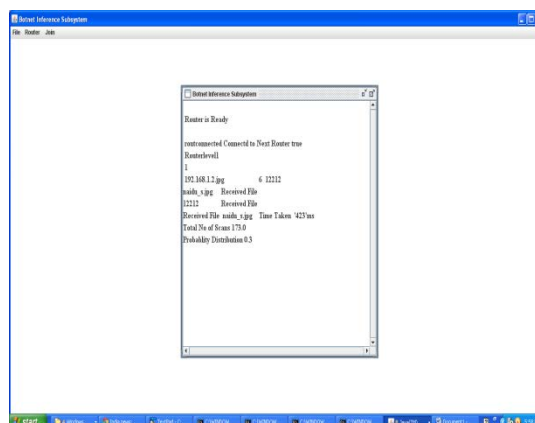 Botnet Inference Subsystem
File Router Join
Botnet Inference Subsystem
Router is Ready
routconnected Connectd to Next Router true
Routerlevel1
1
192.168.1.2.jpg 6 12212
naidu_s.jpg Received File
12212 Received File
Received File naidu_s.jpg Time Taken '423'ms
Total No of Scans 173.0
Probablity Distribution 0.3
start